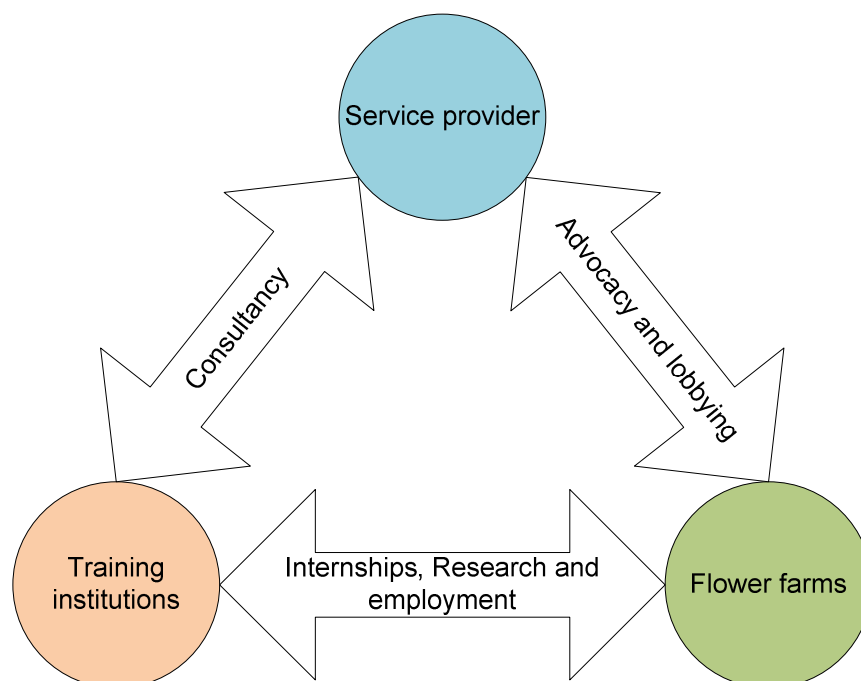 Service provider
Consultancy
Advocacy and lobbying
Training
institutions
Internships, Research and
employment
Flower farms